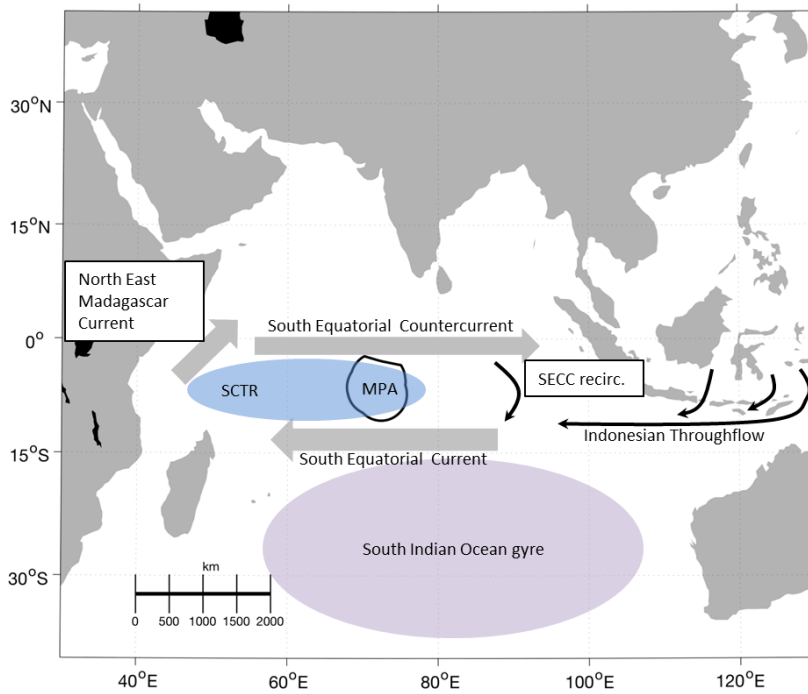 30°N
15°N
North East
Madagascar
Current
South Equatorial Countercurrent
0°
SCTR
MPA
SECC recirc.
Indonesian Throughflow
15°S
South Equatorial Current
South Indian Ocean gyre
30°S
km
0 500 1000 1500 2000
40°E 60°E 80°E 100°E 120°E